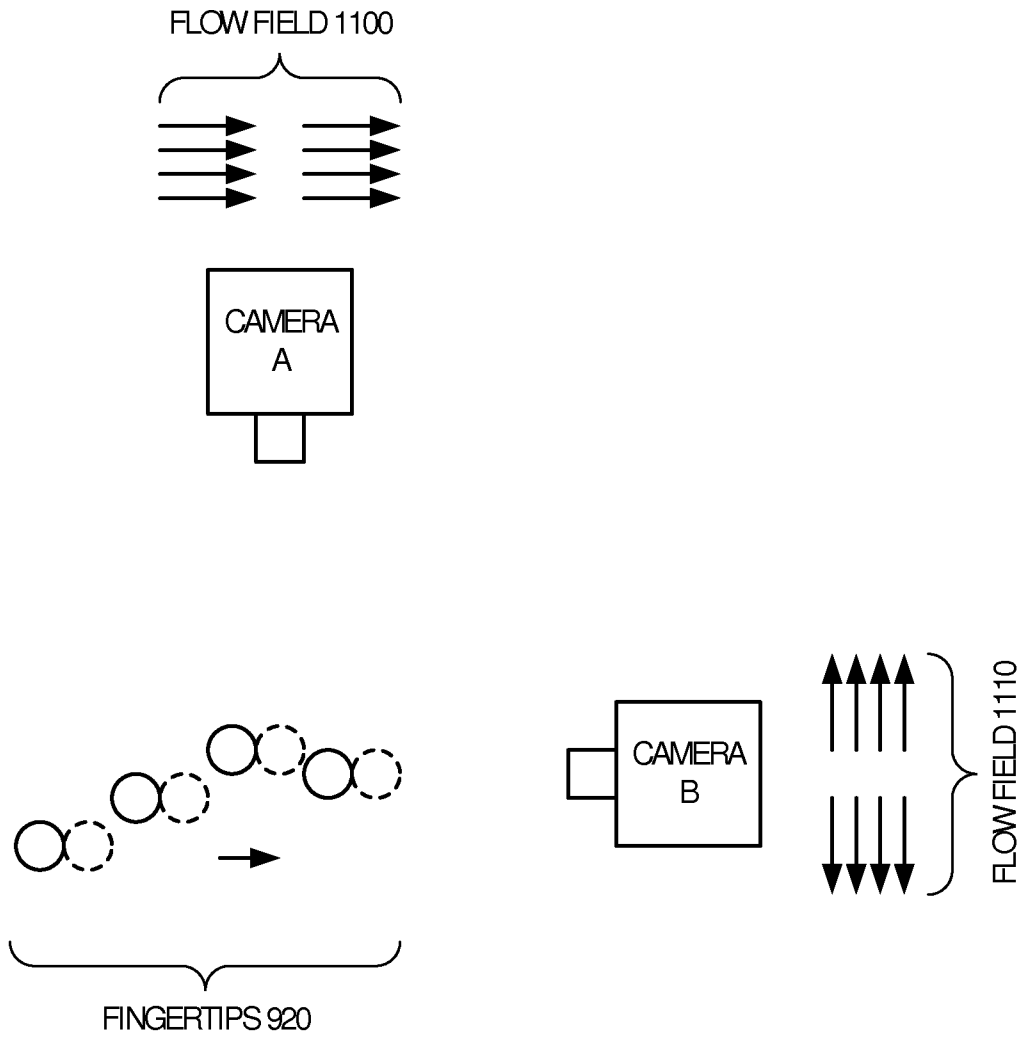 FLOW FIELD 1100
CAMERA
A
CAMERA
B
FLOW FIELD 1110
FINGERTIPS 920